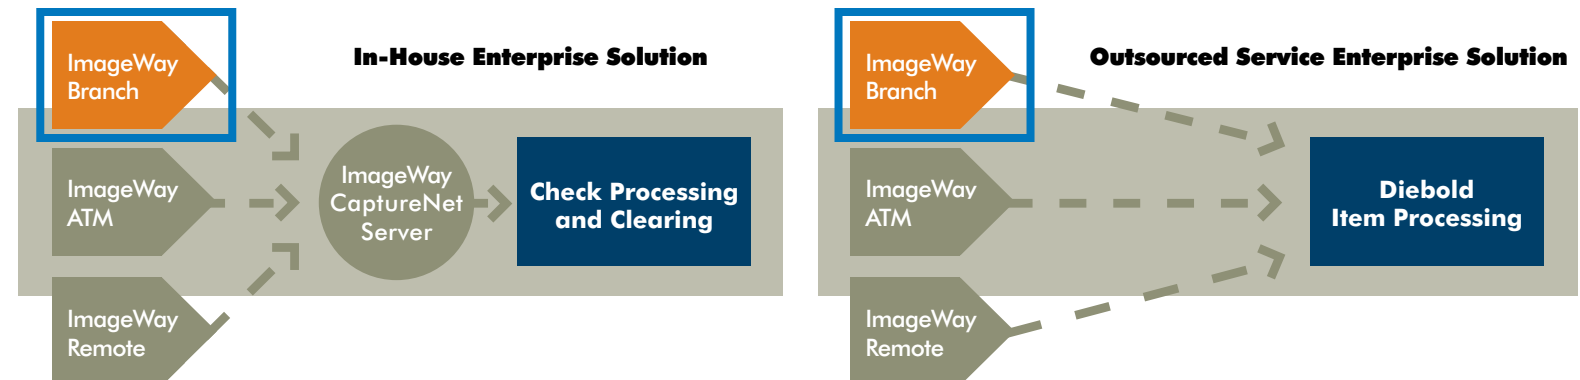 In-House Enterprise Solution
ImageWay
Branch
ImageWay
ATM
ImageWay
Remote
ImageWay
CaptureNet
Server
Check Processing
and Clearing
Outsourced Service Enterprise Solution
ImageWay
Branch
ImageWay
ATM
ImageWay
Remote
Diebold
Item Processing